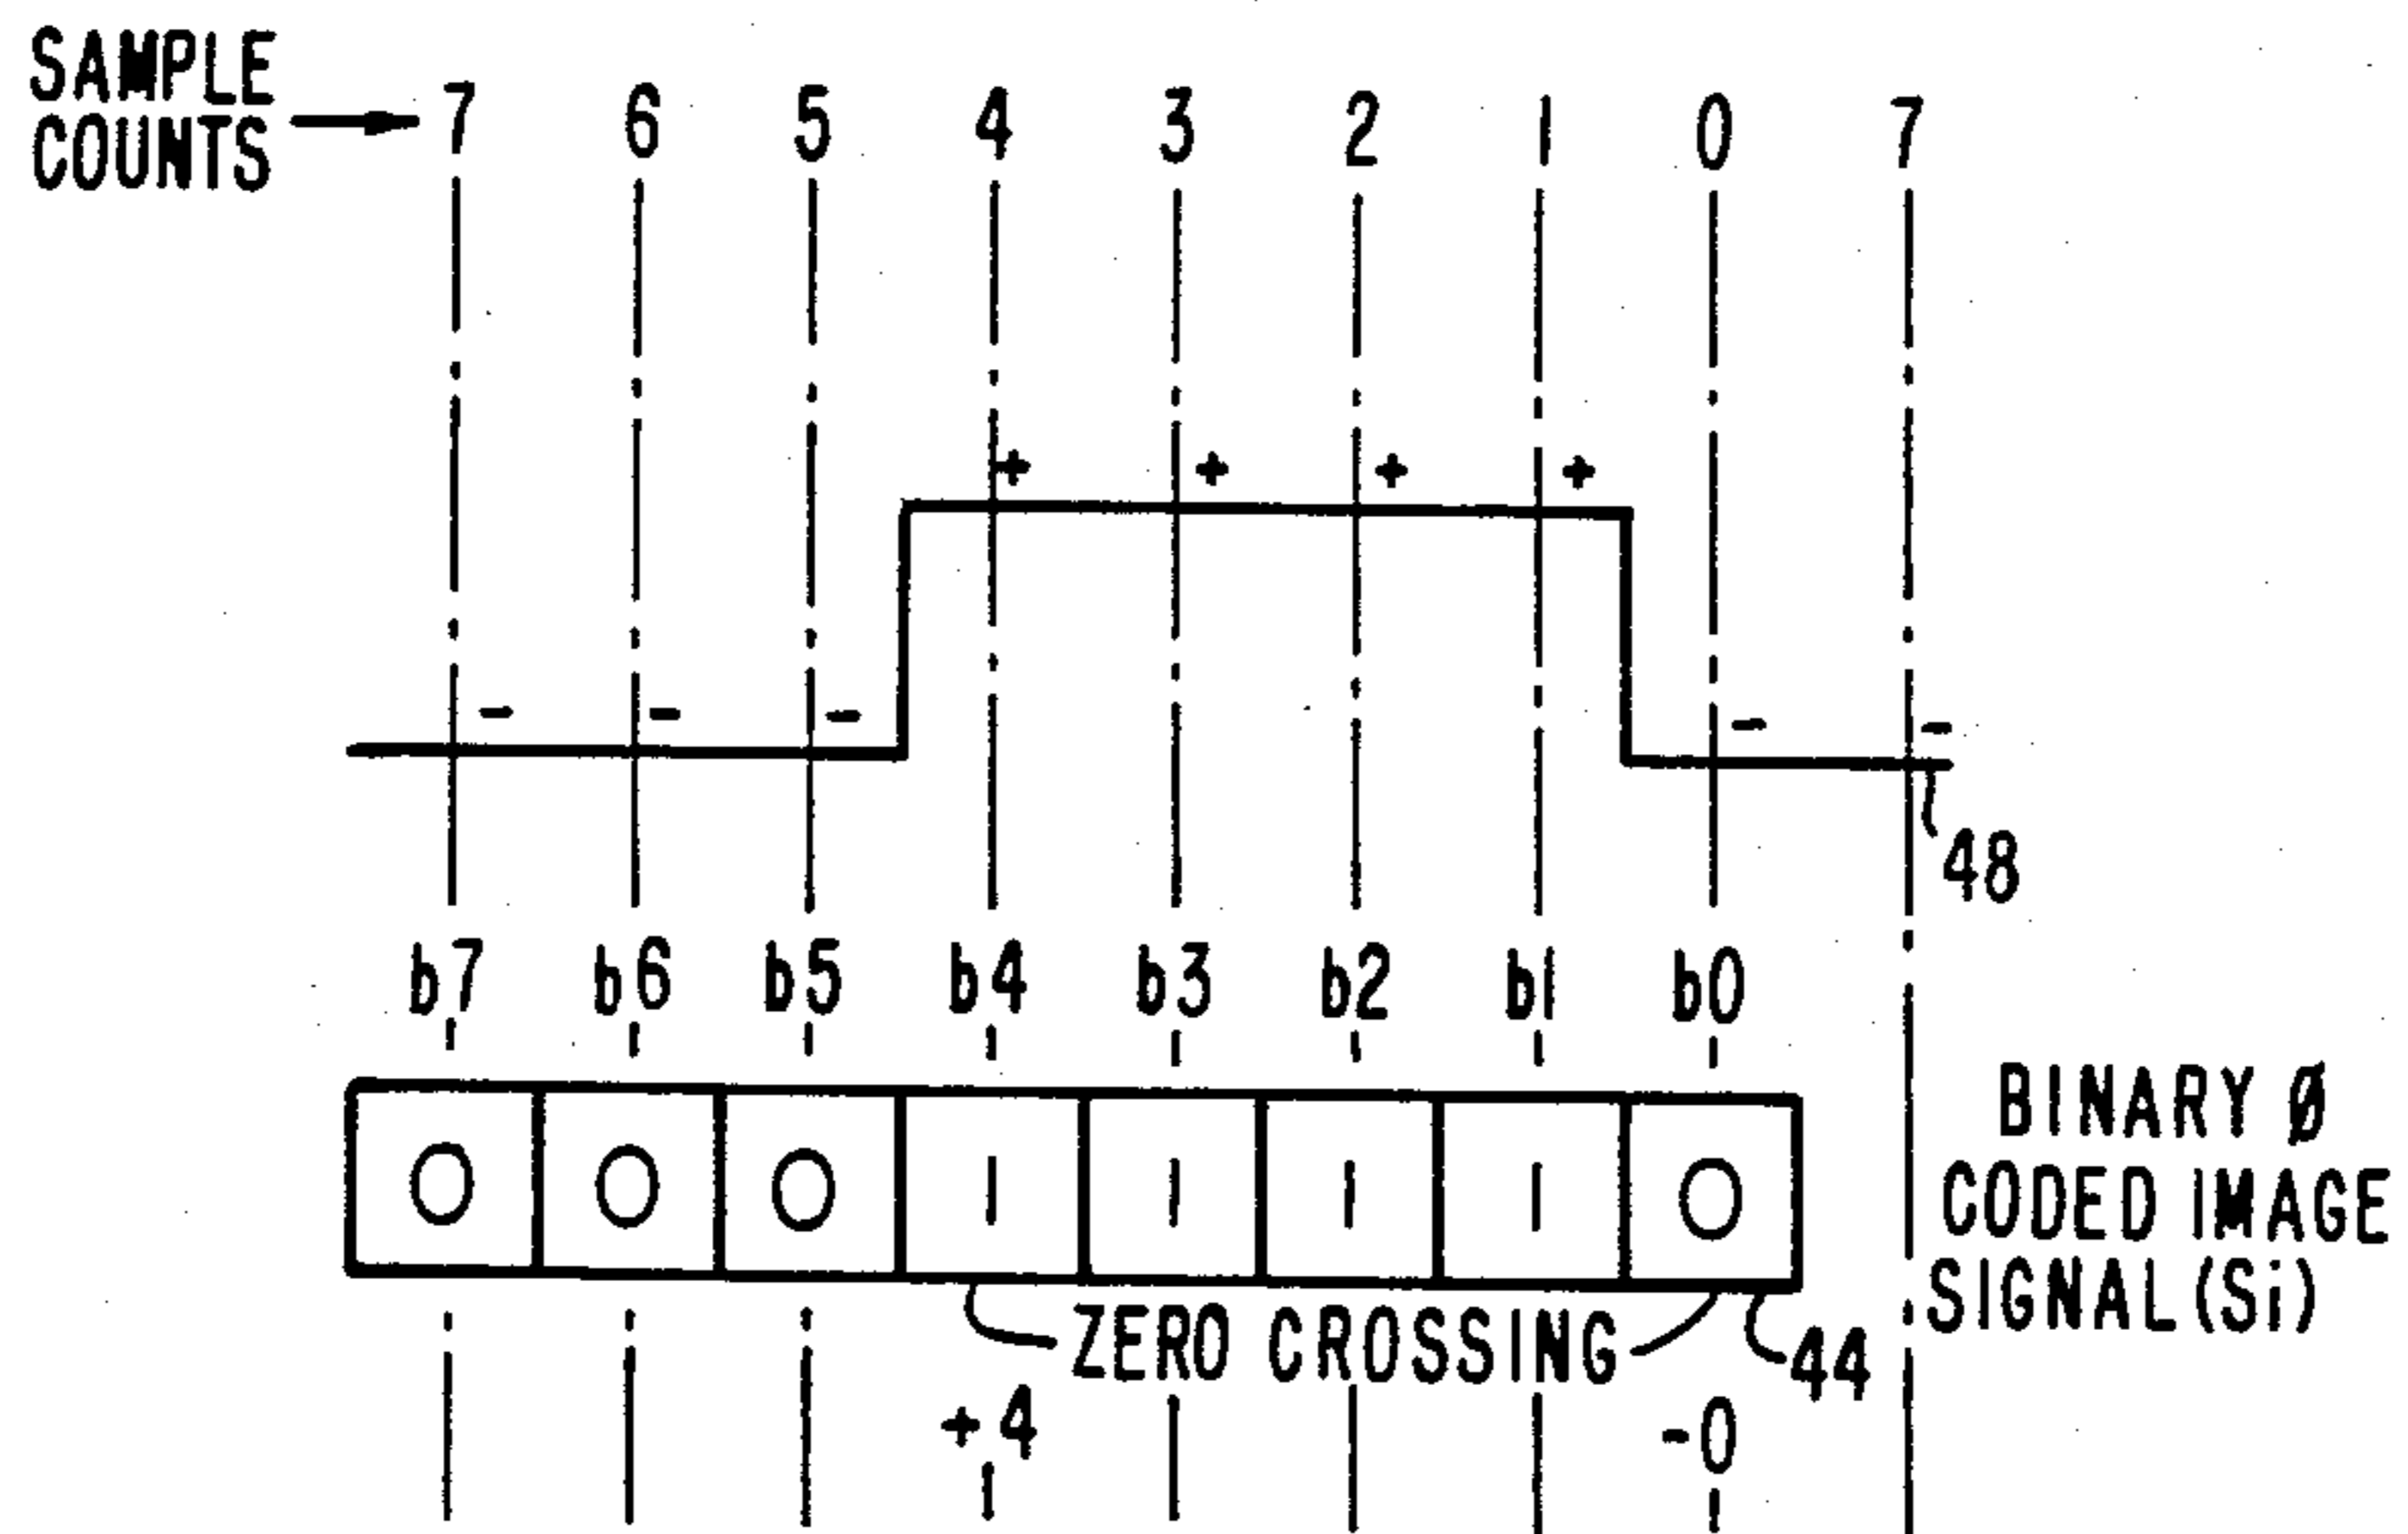 SAMPLE
COUNTS
7 6 5 4 3 2 1 0 7
+ + + +
- - - - -
48
b7 b6 b5 b4 b3 b2 b1 b0
0 0 0 1 1 1 1 0
BINARY Ø
CODED IMAGE
SIGNAL(Si)
ZERO CROSSING
44
+4
-0